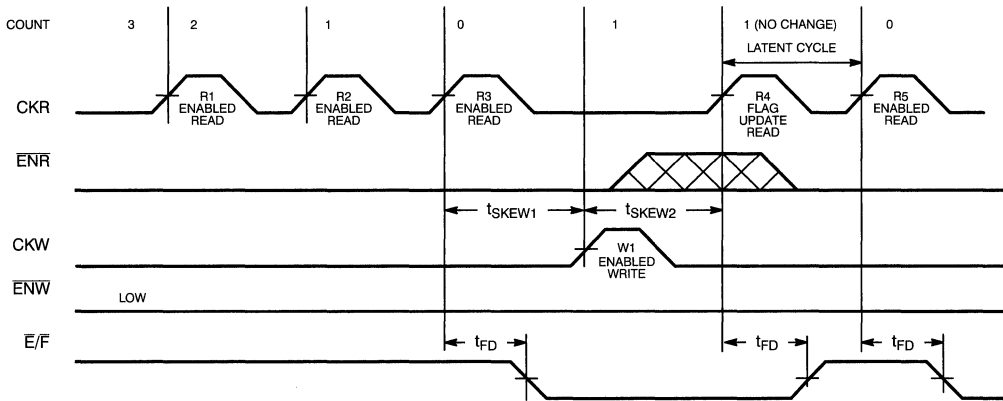 COUNT 3 2 1 0 1 1 (NO CHANGE) 0
LATENT CYCLE
CKR
R1
ENABLED
READ
R2
ENABLED
READ
R3
ENABLED
READ
R4
FLAG
UPDATE
READ
R5
ENABLED
READ
ENR
tSKEW1 tSKEW2
CKW
W1
ENABLED
WRITE
ENW
LOW
E/F
tFD tFD tFD